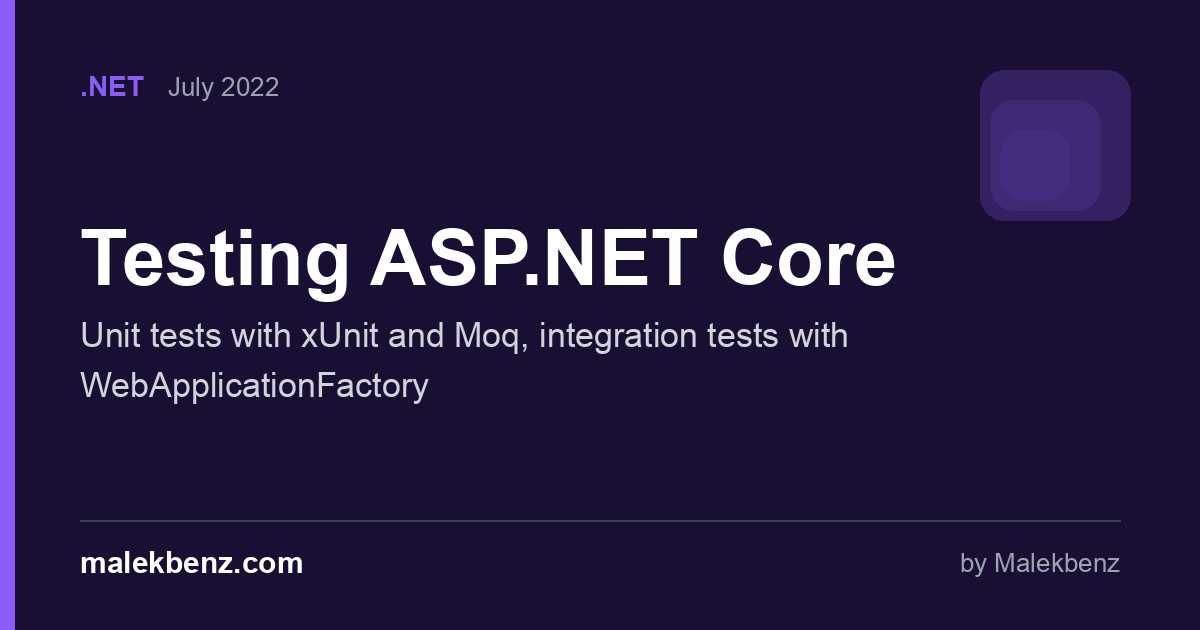 .NET July 2022
Testing ASP.NET Core
Unit tests with xUnit and Moq, integration tests with
WebApplicationFactory
malekbenz.com
by Malekbenz